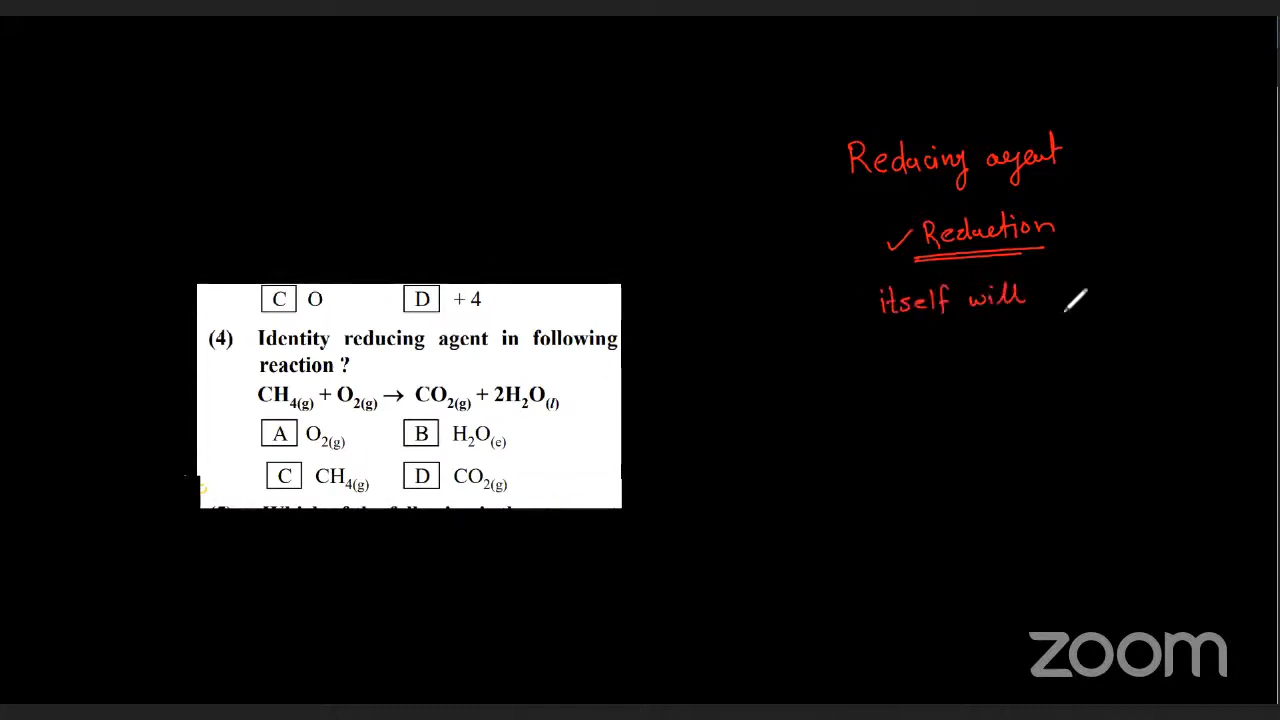 Reducing agent
✓ Reduction
itself will
C O D + 4
(4) Identity reducing agent in following
reaction ?
CH4(g) + O2(g) → CO2(g) + 2H2O(l)
A O2(g) B H2O(e)
C CH4(g) D CO2(g)
zoom